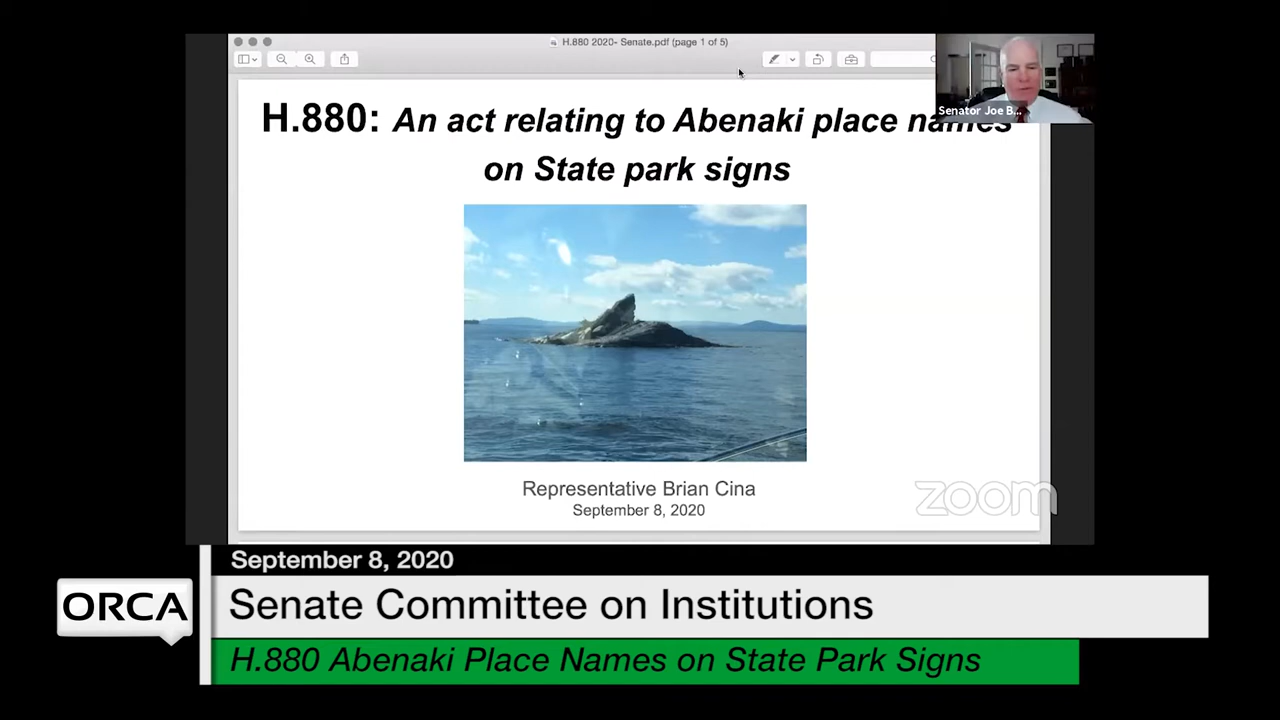 H.880 2020- Senate.pdf (page 1 of 5)
Senator Joe B...
H.880: An act relating to Abenaki place names
on State park signs
Representative Brian Cina
September 8, 2020
zoom
September 8, 2020
ORCA
Senate Committee on Institutions
H.880 Abenaki Place Names on State Park Signs